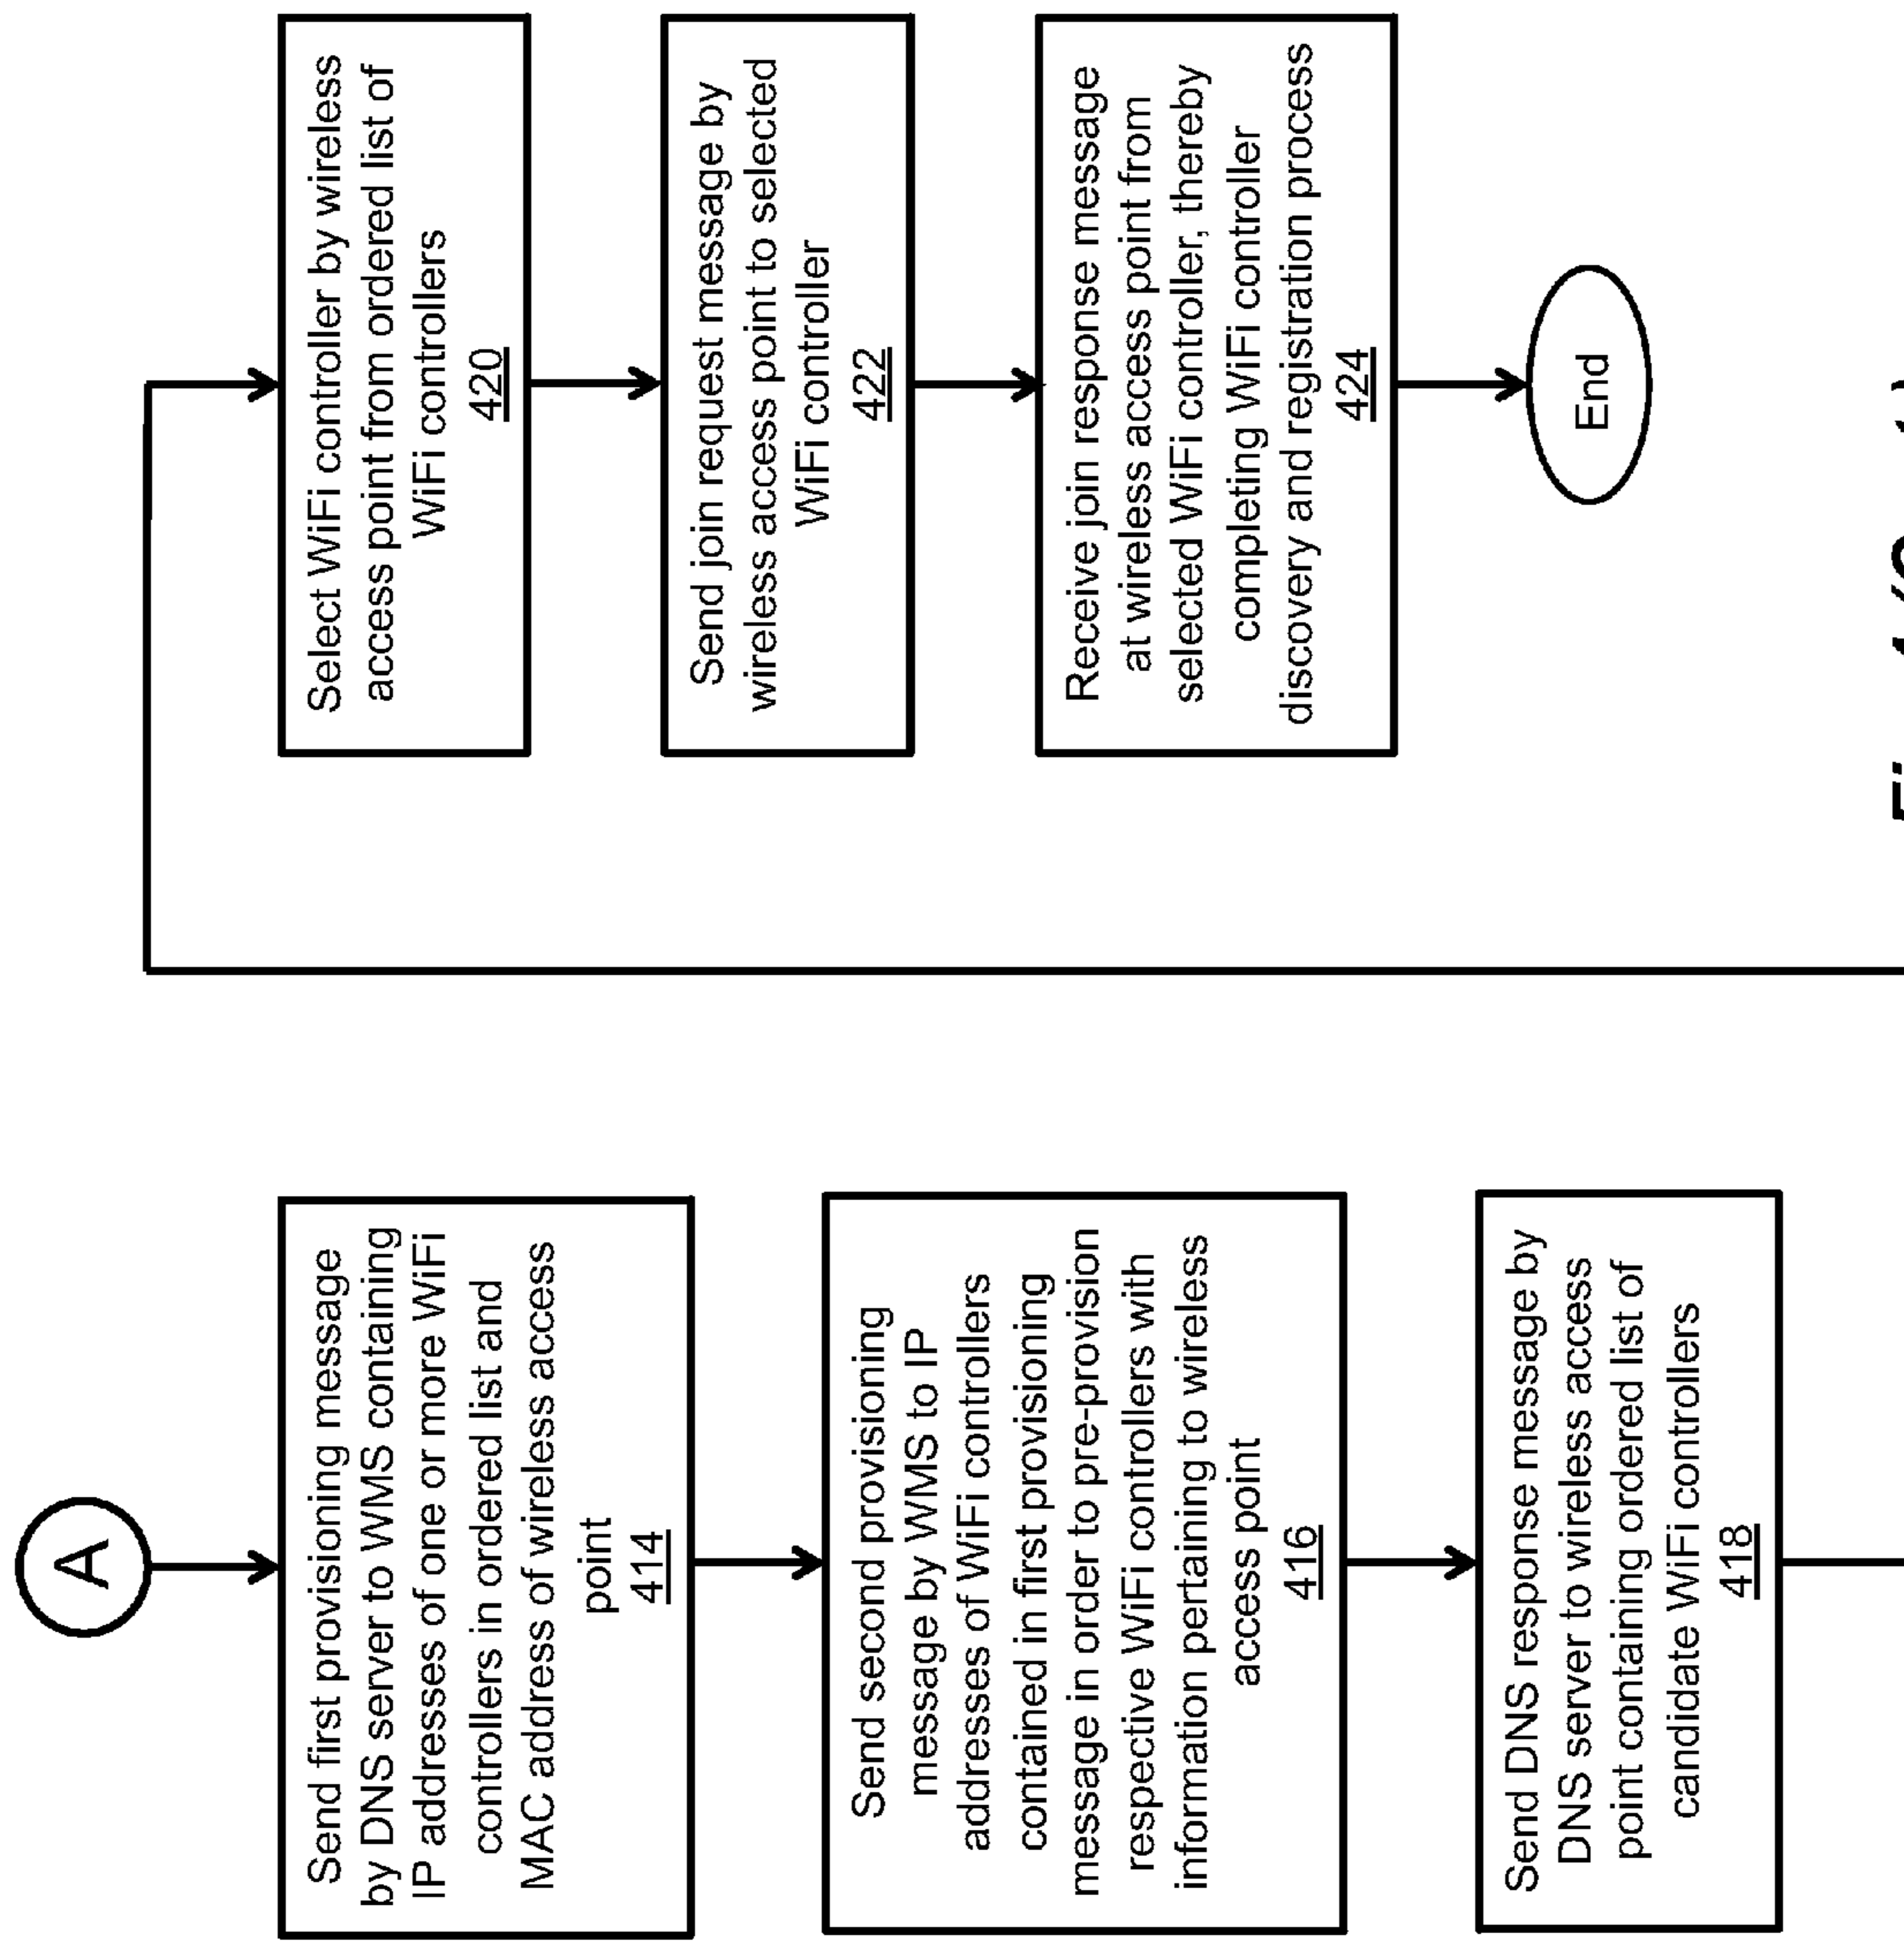 A
Send first provisioning message
by DNS server to WMS containing
IP addresses of one or more WiFi
controllers in ordered list and
MAC address of wireless access
point
414
Send second provisioning
message by WMS to IP
addresses of WiFi controllers
contained in first provisioning
message in order to pre-provision
respective WiFi controllers with
information pertaining to wireless
access point
416
Send DNS response message by
DNS server to wireless access
point containing ordered list of
candidate WiFi controllers
418
Select WiFi controller by wireless
access point from ordered list of
WiFi controllers
420
Send join request message by
wireless access point to selected
WiFi controller
422
Receive join response message
at wireless access point from
selected WiFi controller, thereby
completing WiFi controller
discovery and registration process
424
End